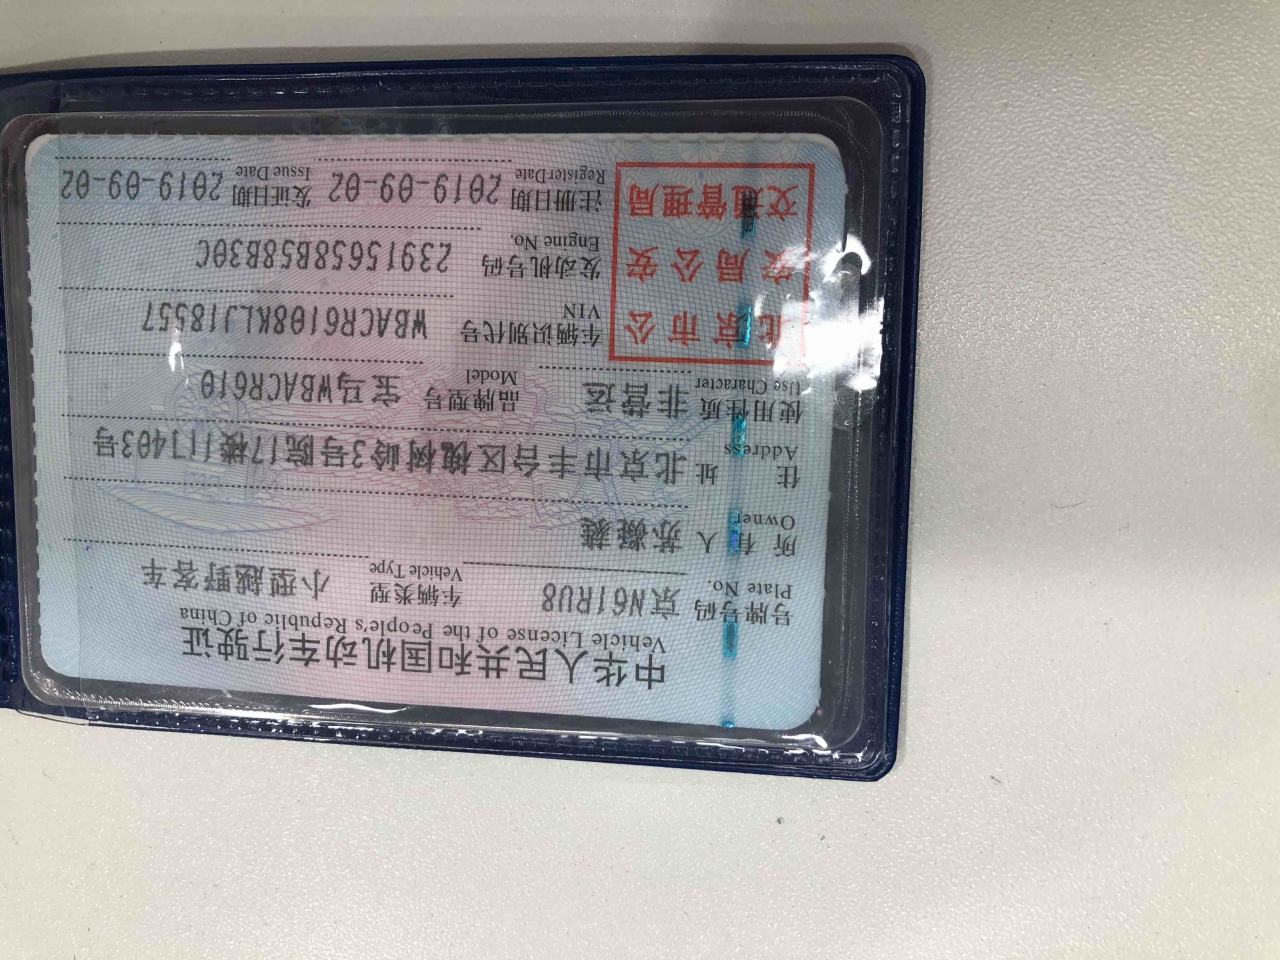 中华人民共和国机动车行驶证
Vehicle License of the People's Republic of China
号牌号码 京N61RU8 车辆类型 小型越野客车
Plate No. Vehicle Type
所有人 苏凝蕤
Owner
住址 北京市丰台区槐树岭3号院17楼1门403号
Address
使用性质 非营运 品牌型号 宝马WBACR610
Use Character Model
北京市公
安局公安
交通管理局
车辆识别代号 WBACR6108KLJ18557
VIN
发动机号码 23915658B58B30C
Engine No.
注册日期 2019-09-02 发证日期 2019-09-02
Register Date Issue Date